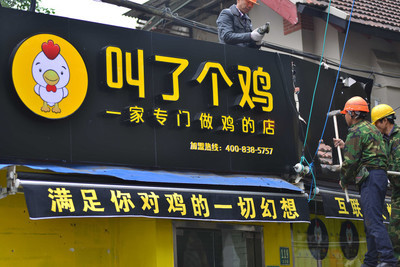 叫了个鸡
一家专门做鸡的店
加盟热线：400-838-5757
满足你对鸡的一切幻想
互联